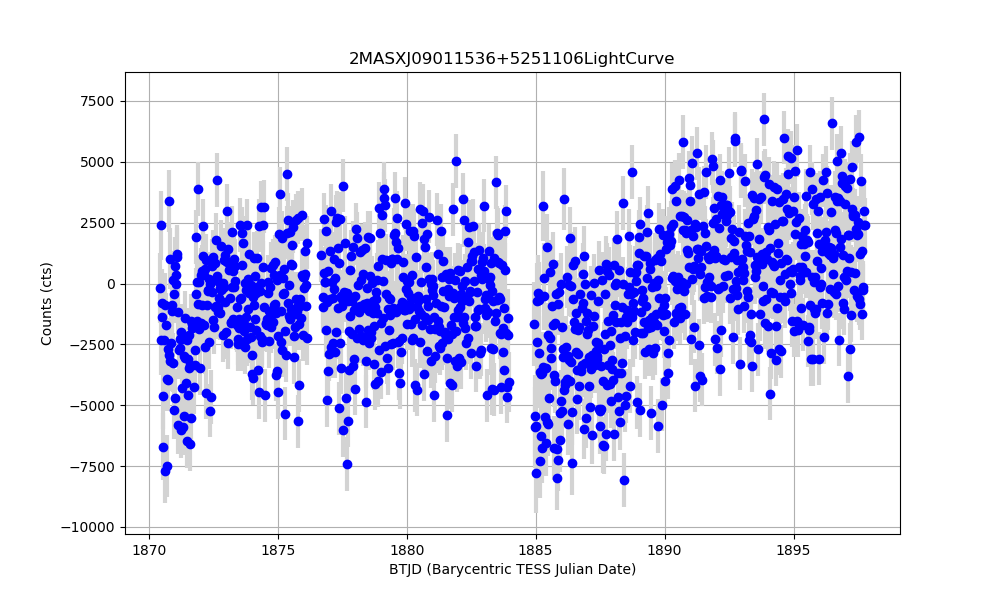 2MASXJ09011536+5251106LightCurve
7500
5000
2500
0
−2500
−5000
−7500
−10000
Counts (cts)
1870 1875 1880 1885 1890 1895
BTJD (Barycentric TESS Julian Date)